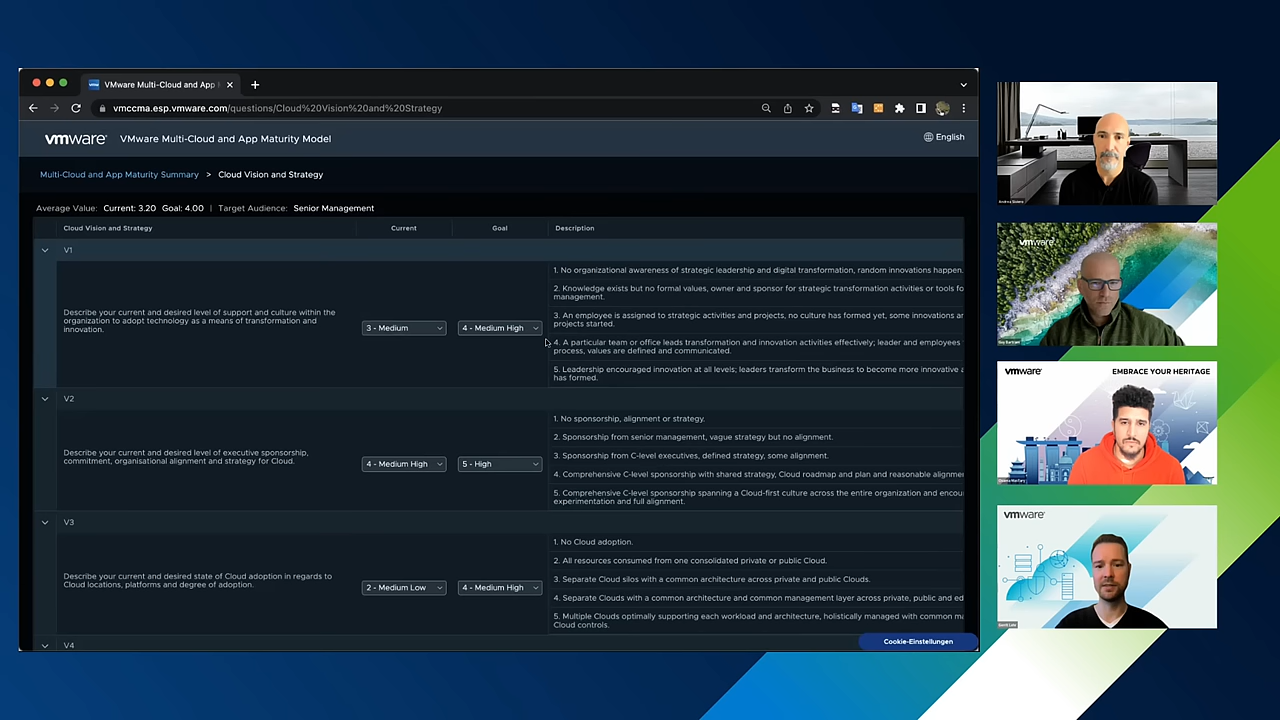 VMware Multi-Cloud and App
vmccma.esp.vmware.com/questions/Cloud%20Vision%20and%20Strategy
vmware
VMware Multi-Cloud and App Maturity Model
English
Multi-Cloud and App Maturity Summary > Cloud Vision and Strategy
Average Value: Current: 3.20 Goal: 4.00 | Target Audience: Senior Management
Cloud Vision and Strategy
Current
Goal
Description
V1
Describe your current and desired level of support and culture within the
organization to adopt technology as a means of transformation and
innovation.
3 - Medium
4 - Medium High
1. No organizational awareness of strategic leadership and digital transformation, random innovations happen.
2. Knowledge exists but no formal values, owner and sponsor for strategic transformation activities or tools fo
management.
3. An employee is assigned to strategic activities and projects, no culture has formed yet, some innovations ar
projects started.
4. A particular team or office leads transformation and innovation activities effectively; leader and employees
process, values are defined and communicated.
5. Leadership encouraged innovation at all levels; leaders transform the business to become more innovative a
has formed.
V2
Describe your current and desired level of executive sponsorship,
commitment, organisational alignment and strategy for Cloud.
4 - Medium High
5 - High
1. No sponsorship, alignment or strategy.
2. Sponsorship from senior management, vague strategy but no alignment.
3. Sponsorship from C-level executives, defined strategy, some alignment.
4. Comprehensive C-level sponsorship with shared strategy, Cloud roadmap and plan and reasonable alignme
5. Comprehensive C-level sponsorship spanning a Cloud-first culture across the entire organization and encou
experimentation and full alignment.
V3
Describe your current and desired state of Cloud adoption in regards to
Cloud locations, platforms and degree of adoption.
2 - Medium Low
4 - Medium High
1. No Cloud adoption.
2. All resources consumed from one consolidated private or public Cloud.
3. Separate Cloud silos with a common architecture across private and public Clouds.
4. Separate Clouds with a common architecture and common management layer across private, public and ed
5. Multiple Clouds optimally supporting each workload and architecture, holistically managed with common ma
Cloud controls.
V4
Cookie-Einstellungen
vmware
vmware
EMBRACE YOUR HERITAGE
vmware